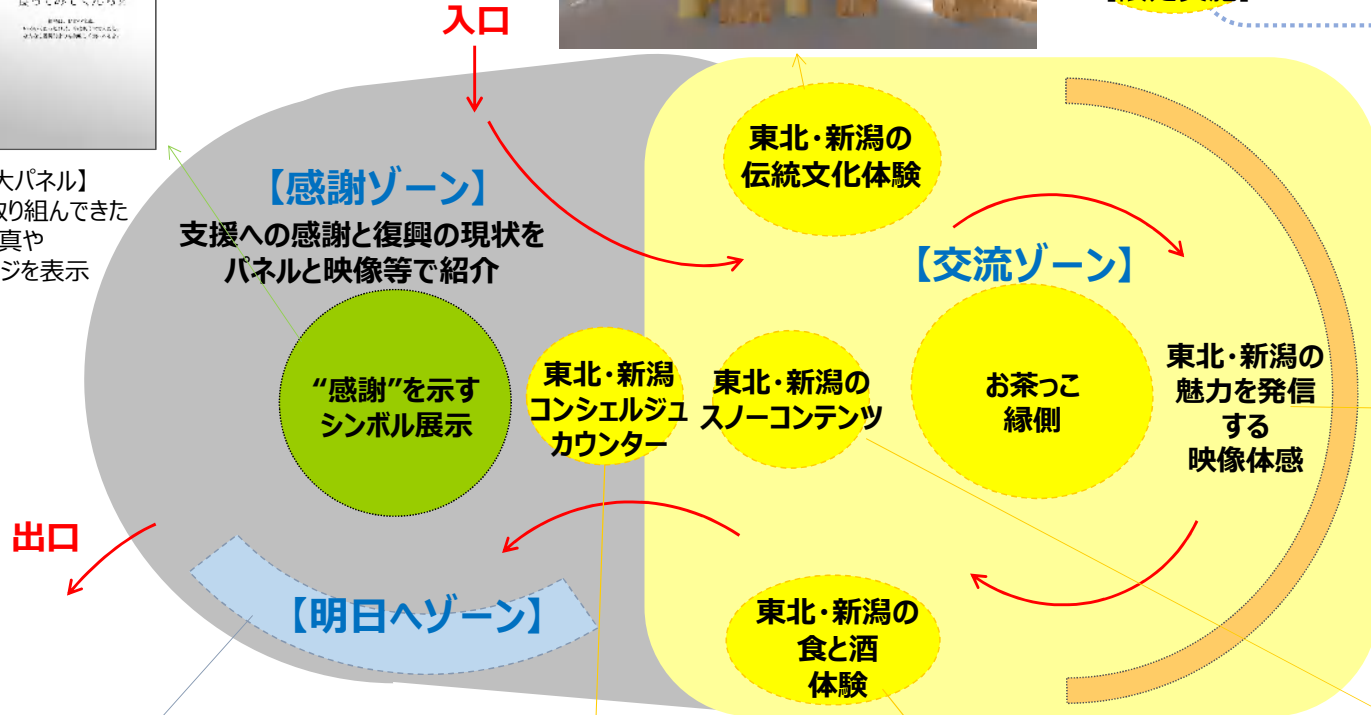 入口
大パネル】
取り組んできた
真や
ジを表示
【感謝ゾーン】
支援への感謝と復興の現状を
パネルと映像等で紹介
“感謝”を示す
シンボル展示
東北・新潟
コンシェルジュ
カウンター
東北・新潟の
スノーコンテンツ
東北・新潟の
伝統文化体験
【交流ゾーン】
お茶っこ
縁側
東北・新潟の
魅力を発信
する
映像体感
東北・新潟の
食と酒
体験
【明日へゾーン】
出口